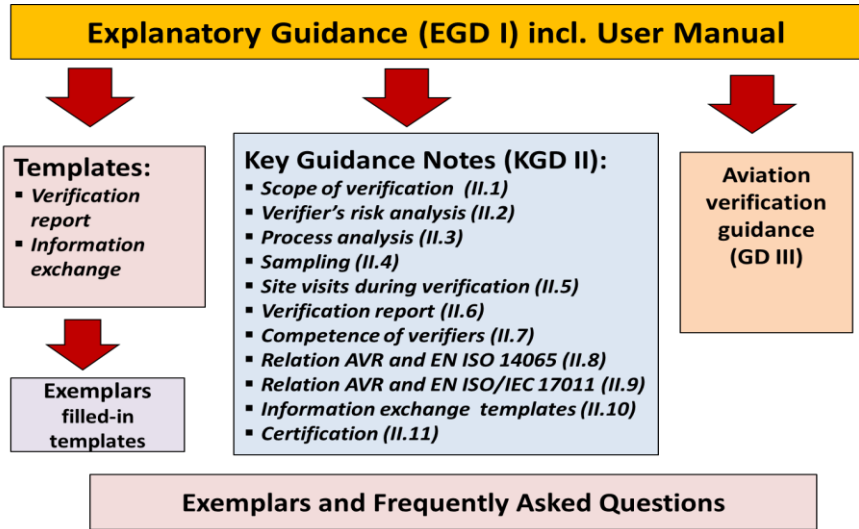 Explanatory Guidance (EGD I) incl. User Manual
Templates:
▪ Verification
report
▪ Information
exchange
Exemplars
filled-in
templates
Key Guidance Notes (KGD II):
▪ Scope of verification (II.1)
▪ Verifier's risk analysis (II.2)
▪ Process analysis (II.3)
▪ Sampling (II.4)
▪ Site visits during verification (II.5)
▪ Verification report (II.6)
▪ Competence of verifiers (II.7)
▪ Relation AVR and EN ISO 14065 (II.8)
▪ Relation AVR and EN ISO/IEC 17011 (II.9)
▪ Information exchange templates (II.10)
▪ Certification (II.11)
Aviation
verification
guidance
(GD III)
Exemplars and Frequently Asked Questions